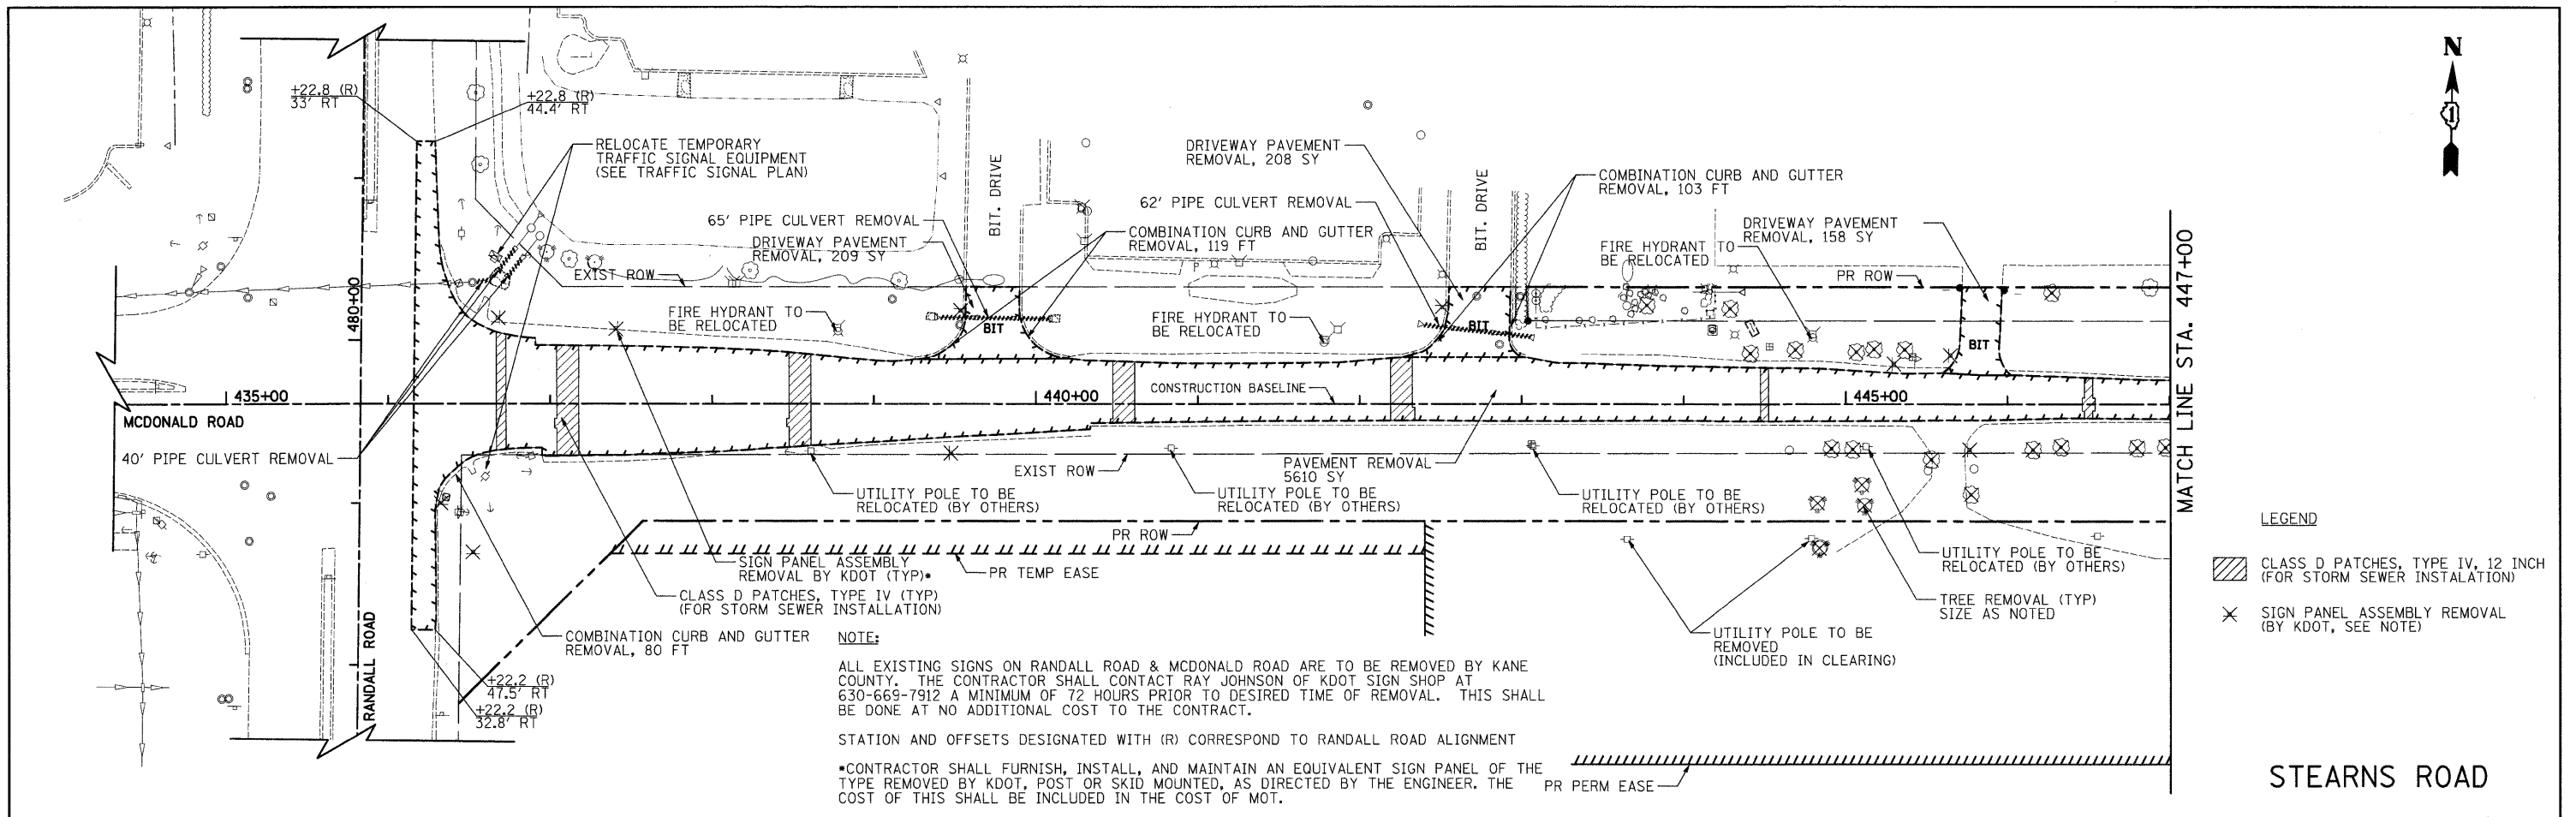 N
1
+22.8 (R)
33' RT
+22.8 (R)
44.4' RT
RELOCATE TEMPORARY
TRAFFIC SIGNAL EQUIPMENT
(SEE TRAFFIC SIGNAL PLAN)
DRIVEWAY PAVEMENT
REMOVAL, 208 SY
BIT. DRIVE
BIT. DRIVE
COMBINATION CURB AND GUTTER
REMOVAL, 103 FT
65' PIPE CULVERT REMOVAL
62' PIPE CULVERT REMOVAL
DRIVEWAY PAVEMENT
REMOVAL, 209 SY
COMBINATION CURB AND GUTTER
REMOVAL, 119 FT
DRIVEWAY PAVEMENT
REMOVAL, 158 SY
FIRE HYDRANT TO
BE RELOCATED
EXIST ROW
PR ROW
P
480+00
FIRE HYDRANT TO
BE RELOCATED
BIT
FIRE HYDRANT TO
BE RELOCATED
BIT
BIT
MATCH LINE STA. 447+00
CONSTRUCTION BASELINE
435+00
440+00
445+00
MCDONALD ROAD
40' PIPE CULVERT REMOVAL
EXIST ROW
PAVEMENT REMOVAL
5610 SY
UTILITY POLE TO BE
RELOCATED (BY OTHERS)
UTILITY POLE TO BE
RELOCATED (BY OTHERS)
UTILITY POLE TO BE
RELOCATED (BY OTHERS)
PR ROW
SIGN PANEL ASSEMBLY
REMOVAL BY KDOT (TYP)*
PR TEMP EASE
UTILITY POLE TO BE
RELOCATED (BY OTHERS)
CLASS D PATCHES, TYPE IV (TYP)
(FOR STORM SEWER INSTALLATION)
TREE REMOVAL (TYP)
SIZE AS NOTED
COMBINATION CURB AND GUTTER
REMOVAL, 80 FT
UTILITY POLE TO BE
REMOVED
(INCLUDED IN CLEARING)
RANDALL ROAD
+22.2 (R)
47.5' RT
+22.2 (R)
32.8' RT
NOTE:
ALL EXISTING SIGNS ON RANDALL ROAD & MCDONALD ROAD ARE TO BE REMOVED BY KANE
COUNTY. THE CONTRACTOR SHALL CONTACT RAY JOHNSON OF KDOT SIGN SHOP AT
630-669-7912 A MINIMUM OF 72 HOURS PRIOR TO DESIRED TIME OF REMOVAL. THIS SHALL
BE DONE AT NO ADDITIONAL COST TO THE CONTRACT.
STATION AND OFFSETS DESIGNATED WITH (R) CORRESPOND TO RANDALL ROAD ALIGNMENT
*CONTRACTOR SHALL FURNISH, INSTALL, AND MAINTAIN AN EQUIVALENT SIGN PANEL OF THE
TYPE REMOVED BY KDOT, POST OR SKID MOUNTED, AS DIRECTED BY THE ENGINEER. THE
COST OF THIS SHALL BE INCLUDED IN THE COST OF MOT.
PR PERM EASE
LEGEND
CLASS D PATCHES, TYPE IV, 12 INCH
(FOR STORM SEWER INSTALATION)
SIGN PANEL ASSEMBLY REMOVAL
(BY KDOT, SEE NOTE)
STEARNS ROAD